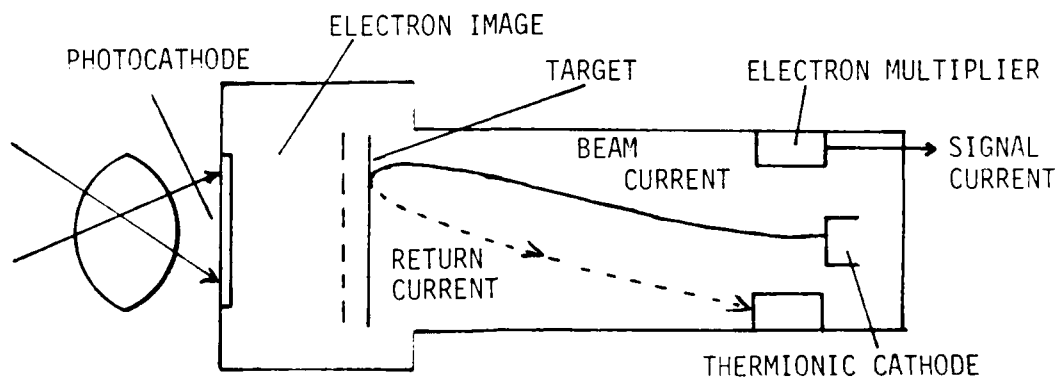 ELECTRON IMAGE
PHOTOCATHODE
TARGET
ELECTRON MULTIPLIER
BEAM
CURRENT
SIGNAL
CURRENT
RETURN
CURRENT
THERMIONIC CATHODE